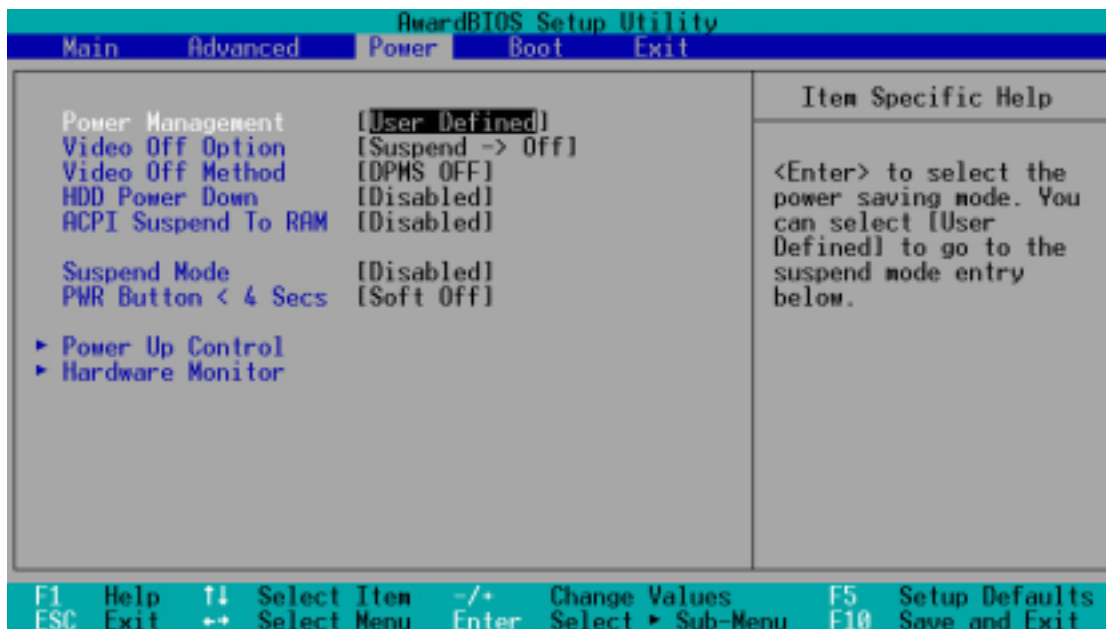 AwardBIOS Setup Utility
Main Advanced Power Boot Exit
Power Management [User Defined]
Video Off Option [Suspend -> Off]
Video Off Method [DPMS OFF]
HDD Power Down [Disabled]
ACPI Suspend To RAM [Disabled]
Suspend Mode [Disabled]
PWR Button < 4 Secs [Soft Off]
▸ Power Up Control
▸ Hardware Monitor
Item Specific Help
<Enter> to select the
power saving mode. You
can select [User
Defined] to go to the
suspend mode entry
below.
F1 Help ↑↓ Select Item -/+ Change Values F5 Setup Defaults
ESC Exit ←→ Select Menu Enter Select ▸ Sub-Menu F10 Save and Exit